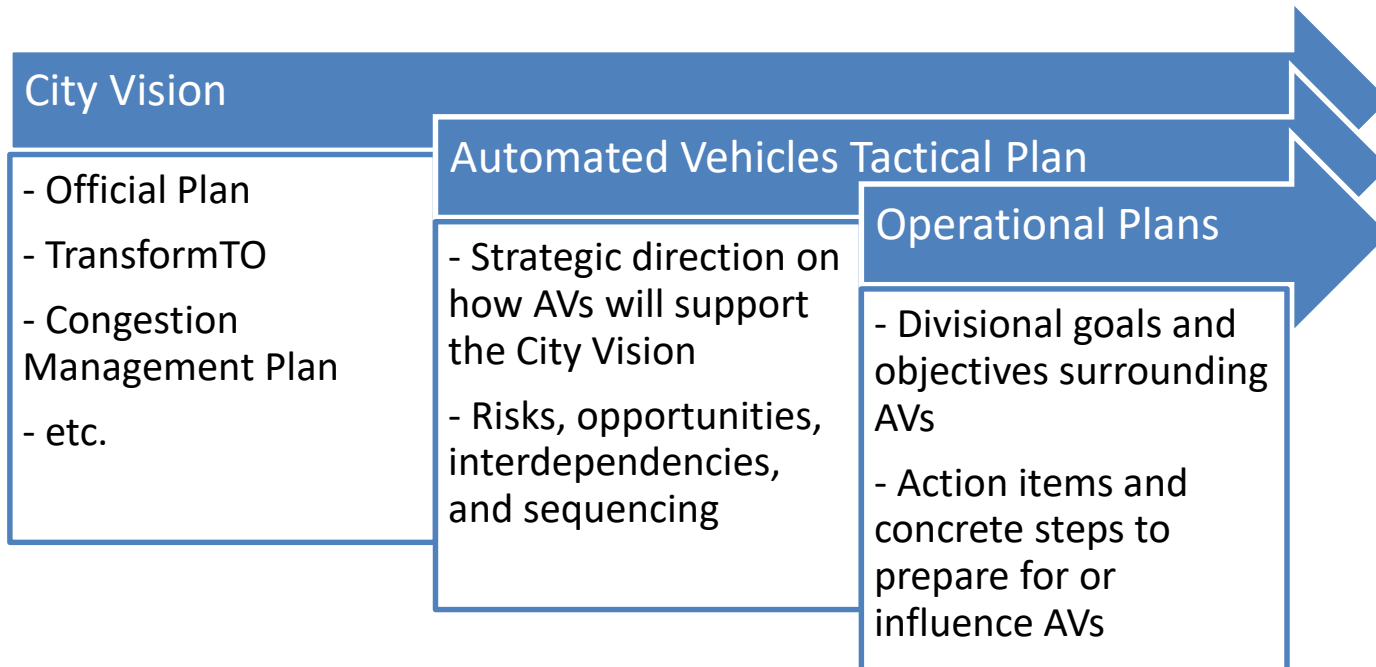 City Vision
- Official Plan
- TransformTO
- Congestion
Management Plan
- etc.
Automated Vehicles Tactical Plan
- Strategic direction on
how AVs will support
the City Vision
- Risks, opportunities,
interdependencies,
and sequencing
Operational Plans
- Divisional goals and
objectives surrounding
AVs
- Action items and
concrete steps to
prepare for or
influence AVs